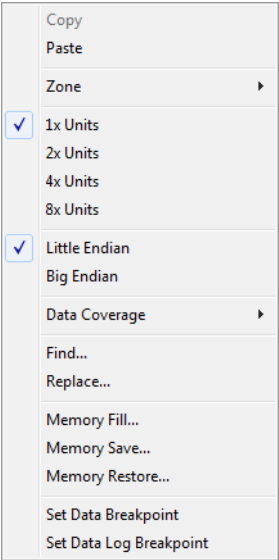 Copy
Paste
Zone
1x Units
2x Units
4x Units
8x Units
Little Endian
Big Endian
Data Coverage
Find...
Replace...
Memory Fill...
Memory Save...
Memory Restore...
Set Data Breakpoint
Set Data Log Breakpoint